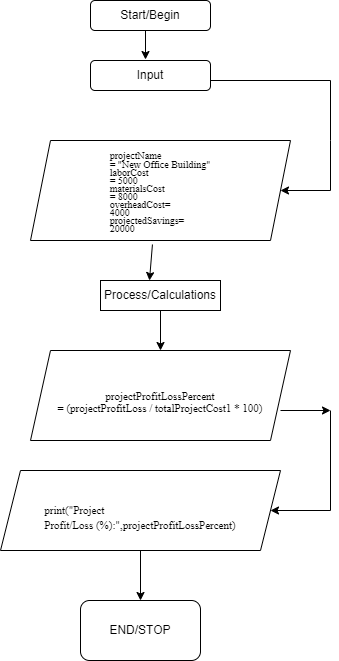 Start/Begin
Input
projectName
= "New Office Building"
laborCost
= 5000
materialsCost
= 8000
overheadCost=
4000
projectedSavings=
20000
Process/Calculations
projectProfitLossPercent
= (projectProfitLoss / totalProjectCost1 * 100)
print("Project
Profit/Loss (%):",projectProfitLossPercent)
END/STOP